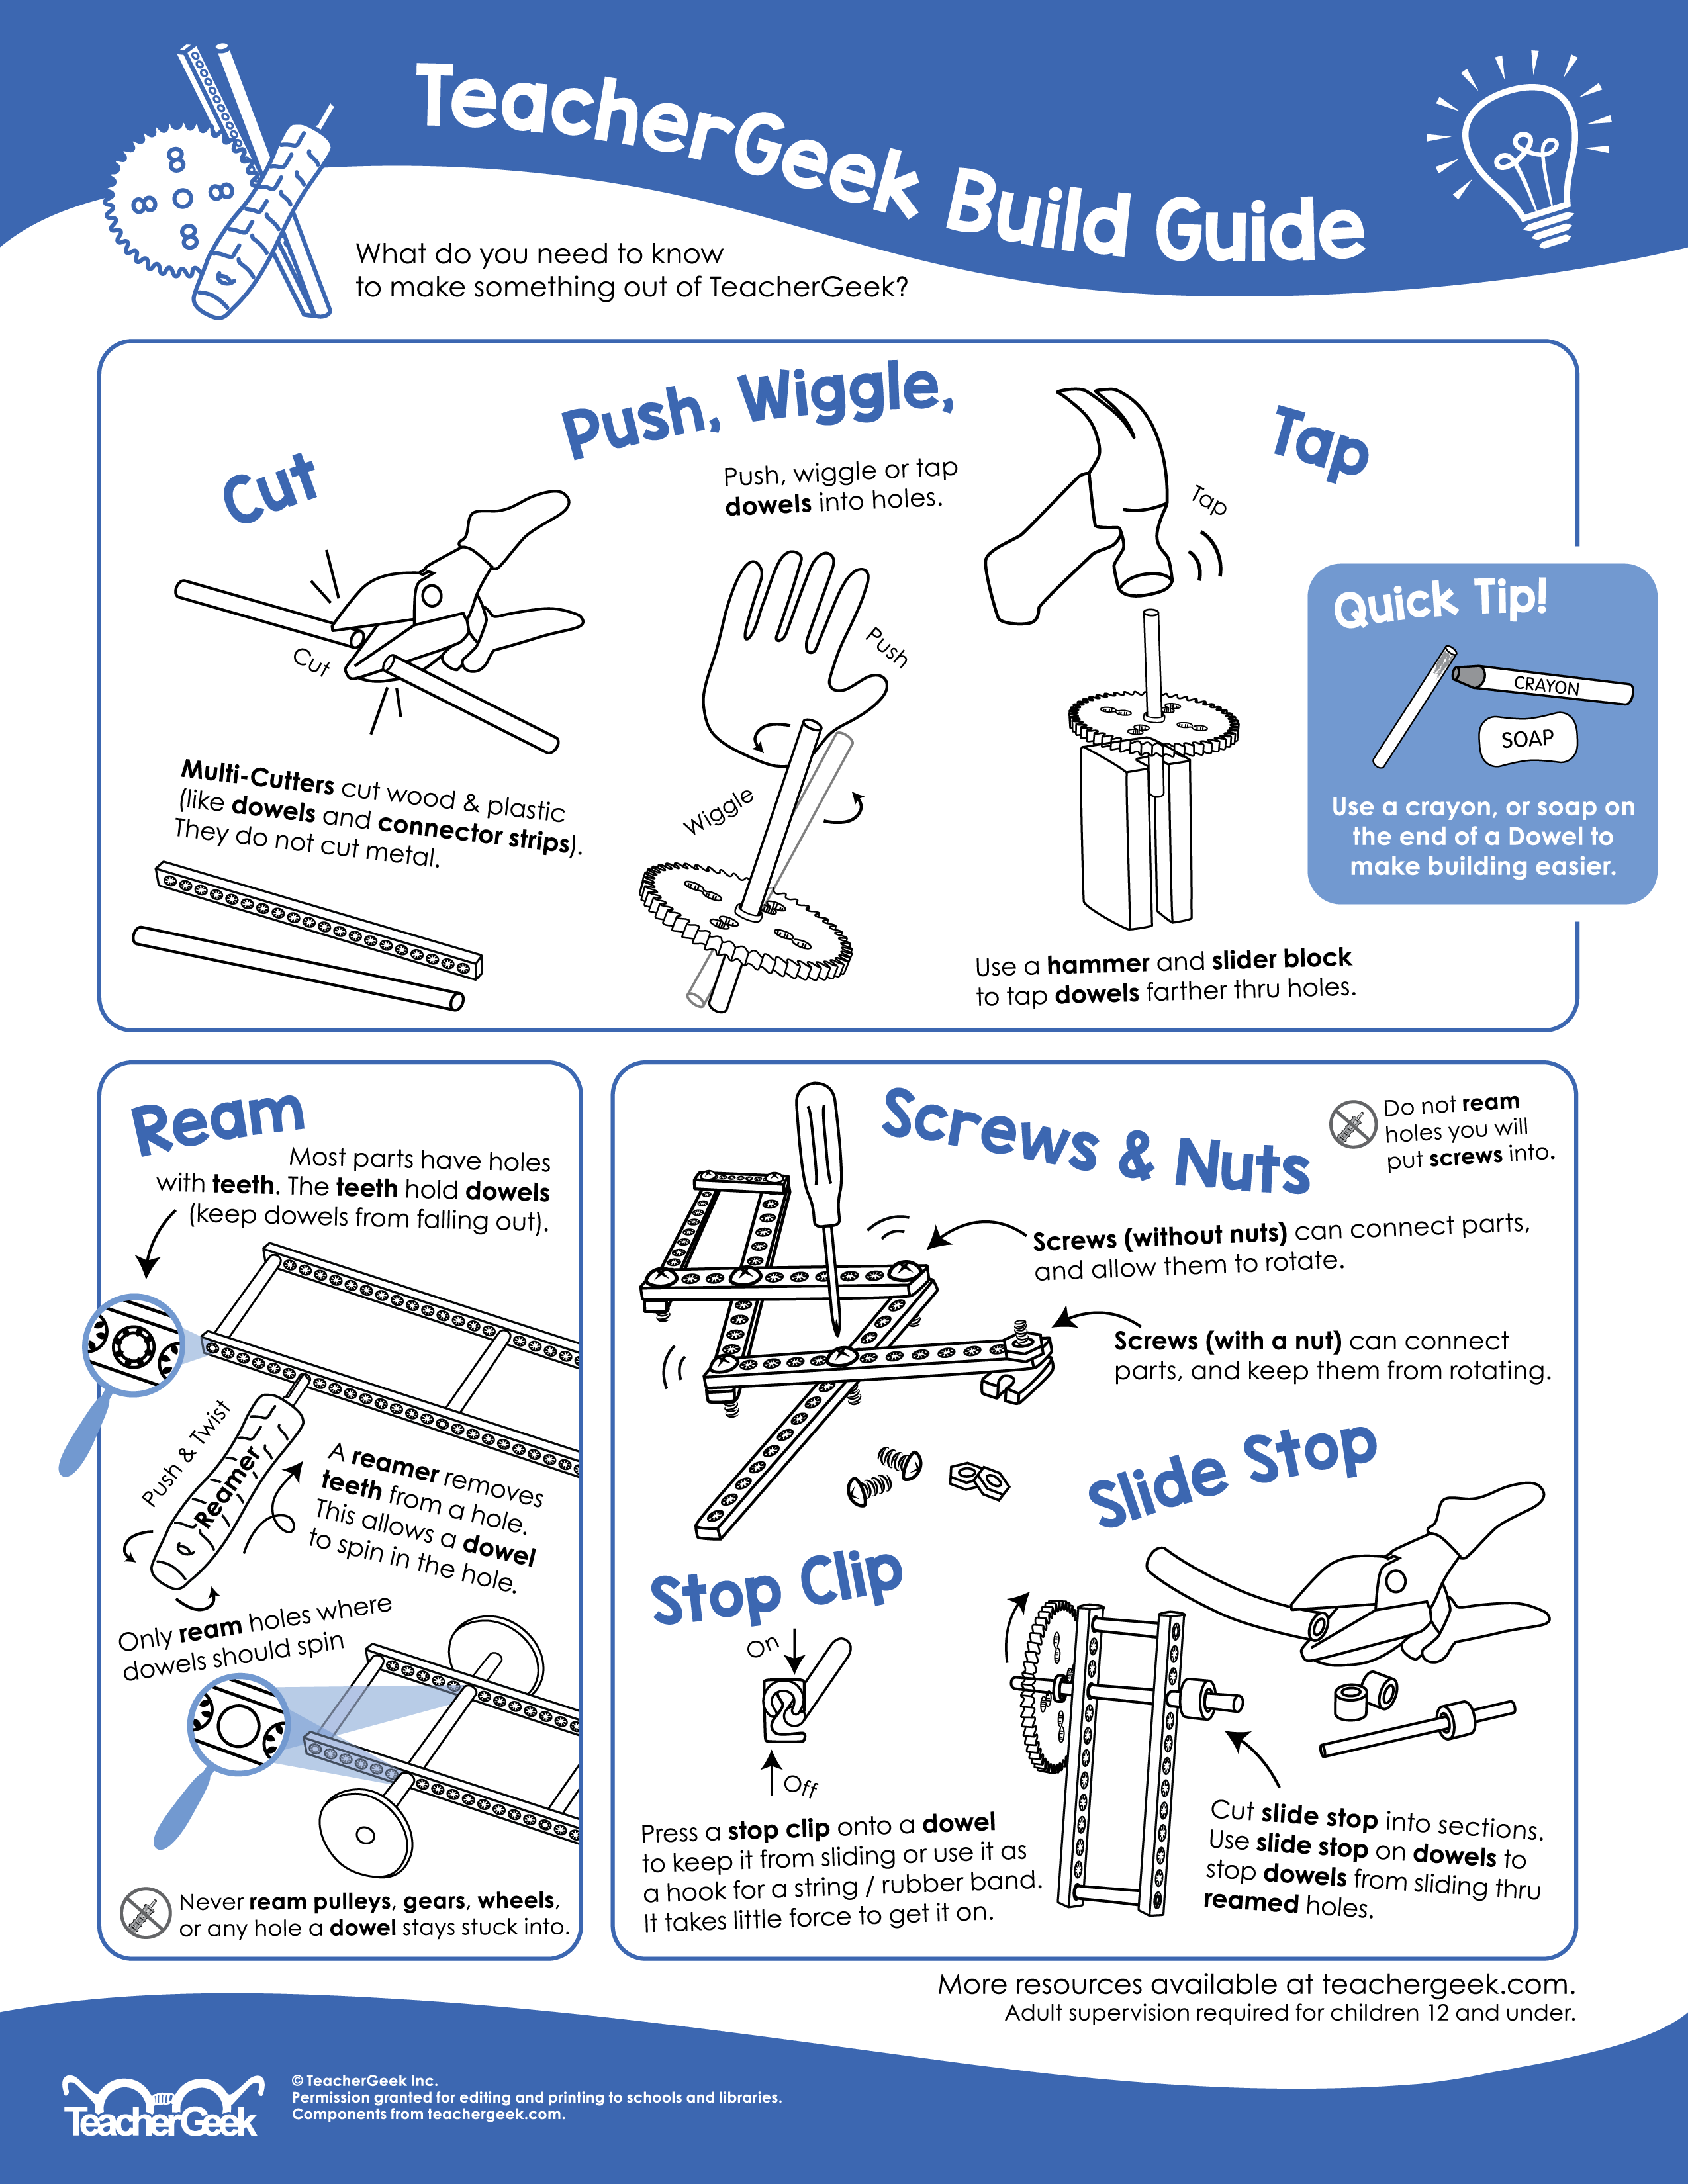 TeacherGeek Build Guide
What do you need to know
to make something out of TeacherGeek?
Cut
Push, Wiggle,
Tap
Push, wiggle or tap
dowels into holes.
Cut
Push
Wiggle
Tap
Multi-Cutters cut wood & plastic
(like dowels and connector strips).
They do not cut metal.
Use a hammer and slider block
to tap dowels farther thru holes.
Quick Tip!
CRAYON
SOAP
Use a crayon, or soap on
the end of a Dowel to
make building easier.
Ream
Most parts have holes
with teeth. The teeth hold dowels
(keep dowels from falling out).
Push & Twist
Reamer
A reamer removes
teeth from a hole.
This allows a dowel
to spin in the hole.
Only ream holes where
dowels should spin
Never ream pulleys, gears, wheels,
or any hole a dowel stays stuck into.
Screws & Nuts
Do not ream
holes you will
put screws into.
Screws (without nuts) can connect parts,
and allow them to rotate.
Screws (with a nut) can connect
parts, and keep them from rotating.
Stop Clip
On
Off
Press a stop clip onto a dowel
to keep it from sliding or use it as
a hook for a string / rubber band.
It takes little force to get it on.
Slide Stop
Cut slide stop into sections.
Use slide stop on dowels to
stop dowels from sliding thru
reamed holes.
More resources available at teachergeek.com.
Adult supervision required for children 12 and under.
TeacherGeek
© TeacherGeek Inc.
Permission granted for editing and printing to schools and libraries.
Components from teachergeek.com.